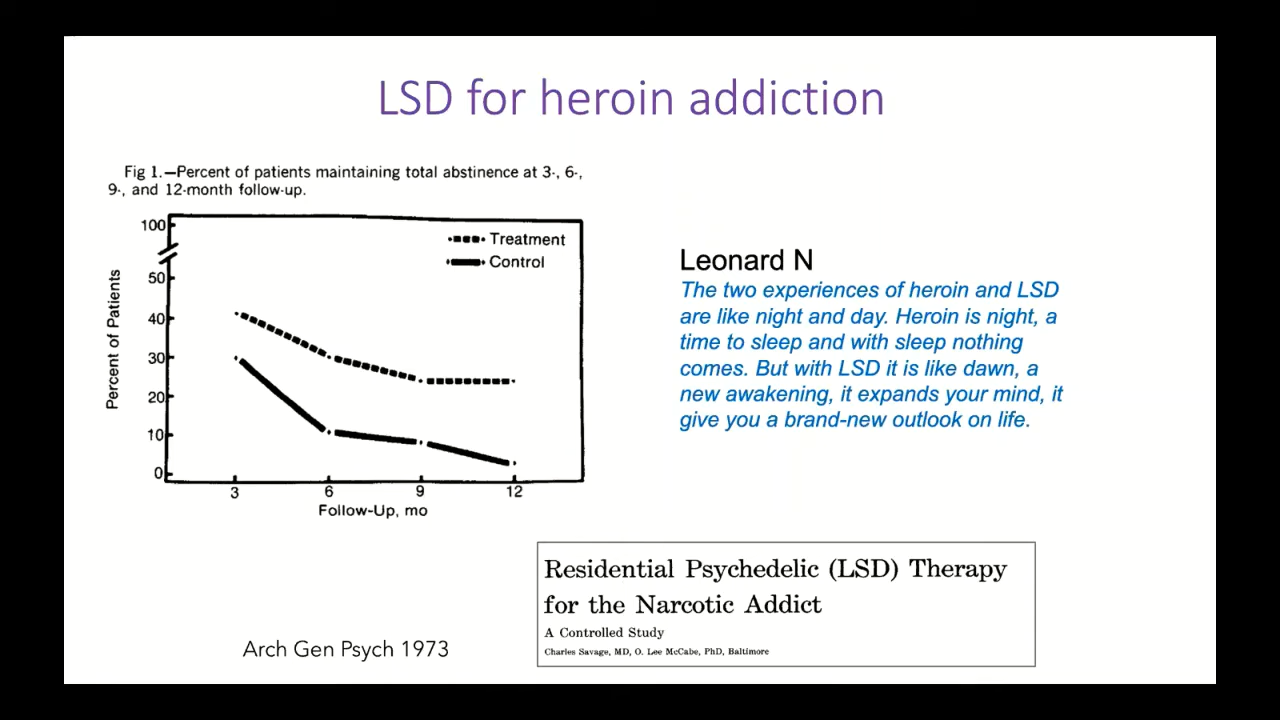 LSD for heroin addiction
Fig 1.—Percent of patients maintaining total abstinence at 3-, 6-,
9-, and 12-month follow-up.
100
50
40
30
20
10
0
Percent of Patients
Treatment
Control
3 6 9 12
Follow-Up, mo
Leonard N
The two experiences of heroin and LSD
are like night and day. Heroin is night, a
time to sleep and with sleep nothing
comes. But with LSD it is like dawn, a
new awakening, it expands your mind, it
give you a brand-new outlook on life.
Residential Psychedelic (LSD) Therapy
for the Narcotic Addict
A Controlled Study
Charles Savage, MD, O. Lee McCabe, PhD, Baltimore
Arch Gen Psych 1973